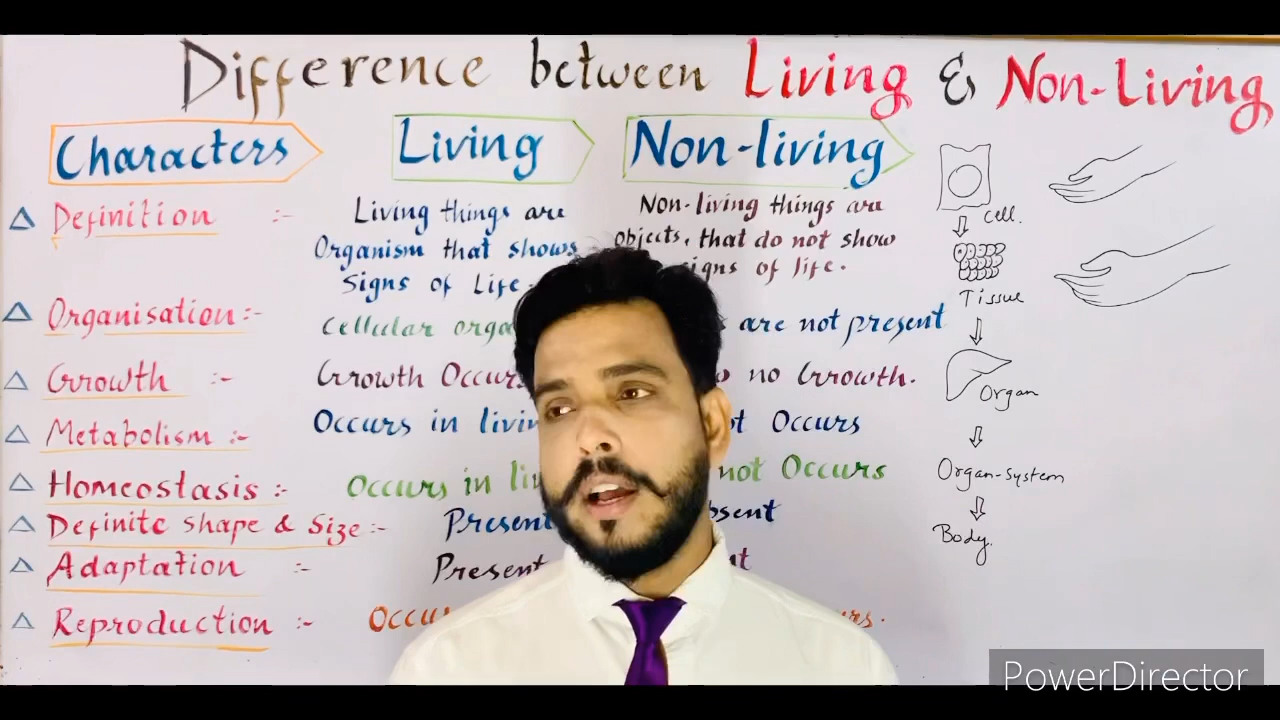 Difference between Living & Non-Living
Characters Living Non-living
Definition :- Living things are Organism that shows Signs of Life. Non-living things are objects, that do not show signs of life.
Organisation :- Cellular are not present
Growth :- Growth Occurs no Growth.
Metabolism :- Occurs in Occurs
Homeostasis :- Occurs in not Occurs
Definite shape & Size :- Present
Adaptation :- Present
Reproduction :-
Cell.
Tissue
Organ
Organ-system
Body.
PowerDirector